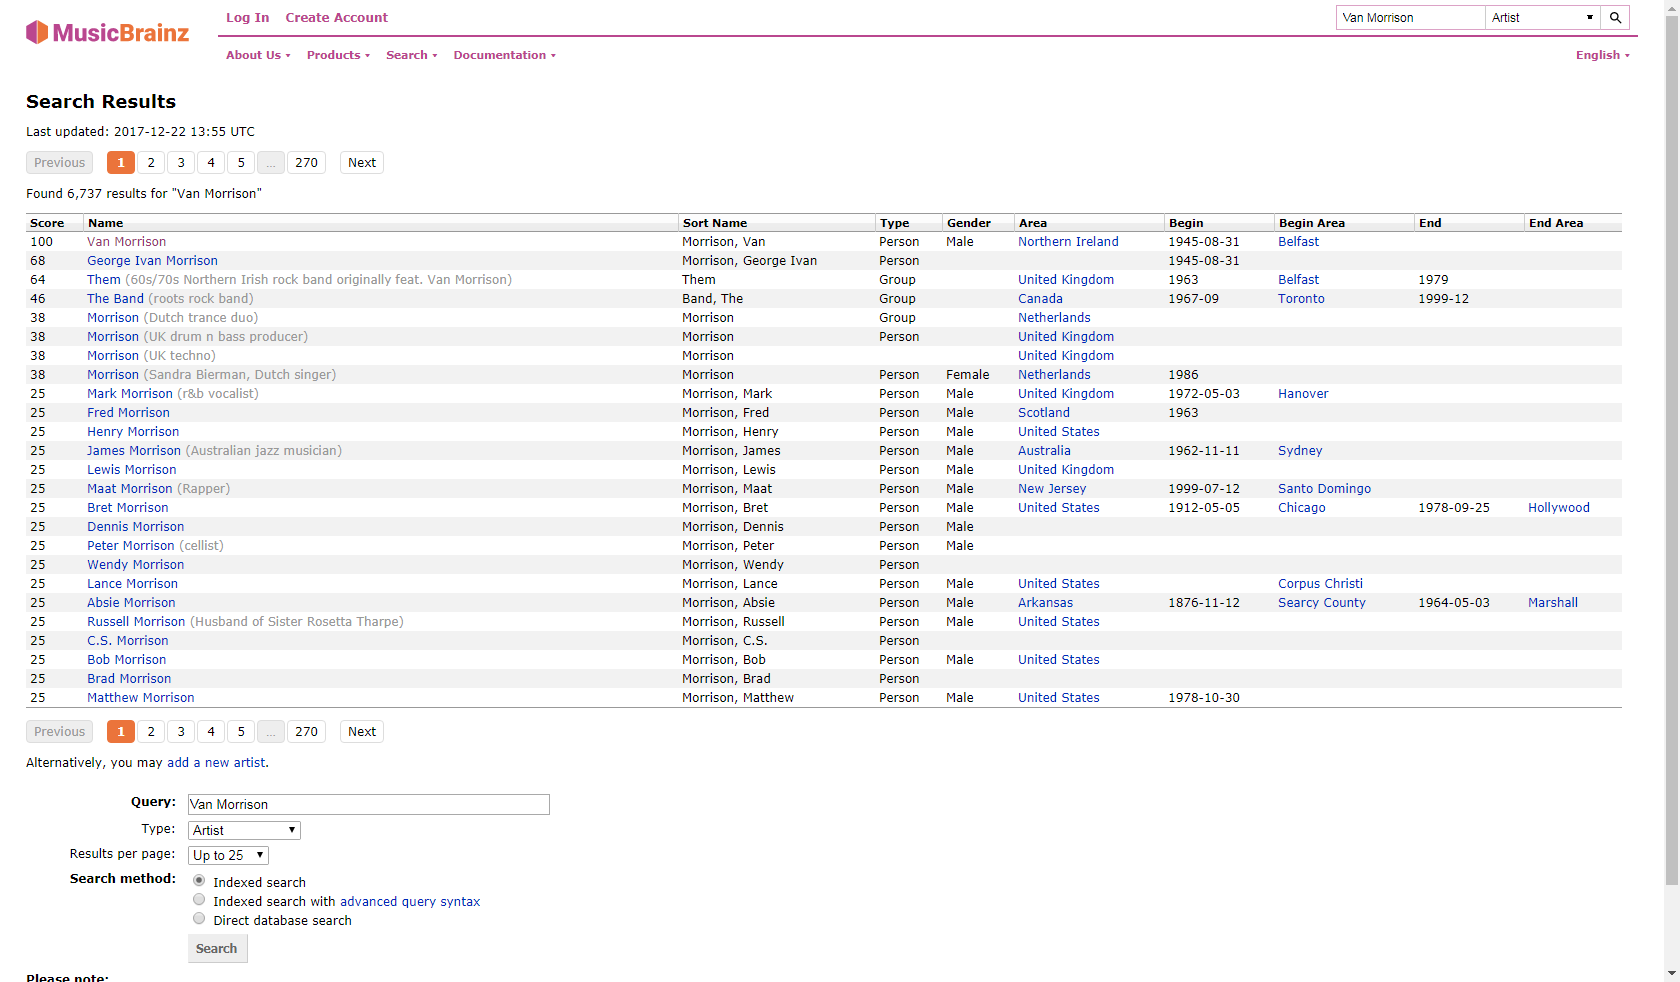 MusicBrainz
Log In Create Account
Van Morrison Artist
About Us Products Search Documentation English
Search Results
Last updated: 2017-12-22 13:55 UTC
Previous 1 2 3 4 5 ... 270 Next
Found 6,737 results for "Van Morrison"
Score Name Sort Name Type Gender Area Begin Begin Area End End Area
100 Van Morrison Morrison, Van Person Male Northern Ireland 1945-08-31 Belfast
68 George Ivan Morrison Morrison, George Ivan Person 1945-08-31
64 Them (60s/70s Northern Irish rock band originally feat. Van Morrison) Them Group United Kingdom 1963 Belfast 1979
46 The Band (roots rock band) Band, The Group Canada 1967-09 Toronto 1999-12
38 Morrison (Dutch trance duo) Morrison Group Netherlands
38 Morrison (UK drum n bass producer) Morrison Person United Kingdom
38 Morrison (UK techno) Morrison United Kingdom
38 Morrison (Sandra Bierman, Dutch singer) Morrison Person Female Netherlands 1986
25 Mark Morrison (r&b vocalist) Morrison, Mark Person Male United Kingdom 1972-05-03 Hanover
25 Fred Morrison Morrison, Fred Person Male Scotland 1963
25 Henry Morrison Morrison, Henry Person Male United States
25 James Morrison (Australian jazz musician) Morrison, James Person Male Australia 1962-11-11 Sydney
25 Lewis Morrison Morrison, Lewis Person Male United Kingdom
25 Maat Morrison (Rapper) Morrison, Maat Person Male New Jersey 1999-07-12 Santo Domingo
25 Bret Morrison Morrison, Bret Person Male United States 1912-05-05 Chicago 1978-09-25 Hollywood
25 Dennis Morrison Morrison, Dennis Person Male
25 Peter Morrison (cellist) Morrison, Peter Person Male
25 Wendy Morrison Morrison, Wendy Person
25 Lance Morrison Morrison, Lance Person Male United States Corpus Christi
25 Absie Morrison Morrison, Absie Person Male Arkansas 1876-11-12 Searcy County 1964-05-03 Marshall
25 Russell Morrison (Husband of Sister Rosetta Tharpe) Morrison, Russell Person Male United States
25 C.S. Morrison Morrison, C.S. Person
25 Bob Morrison Morrison, Bob Person Male United States
25 Brad Morrison Morrison, Brad Person
25 Matthew Morrison Morrison, Matthew Person Male United States 1978-10-30
Previous 1 2 3 4 5 ... 270 Next
Alternatively, you may add a new artist.
Query: Van Morrison
Type: Artist
Results per page: Up to 25
Search method: Indexed search
Indexed search with advanced query syntax
Direct database search
Search
Please note: